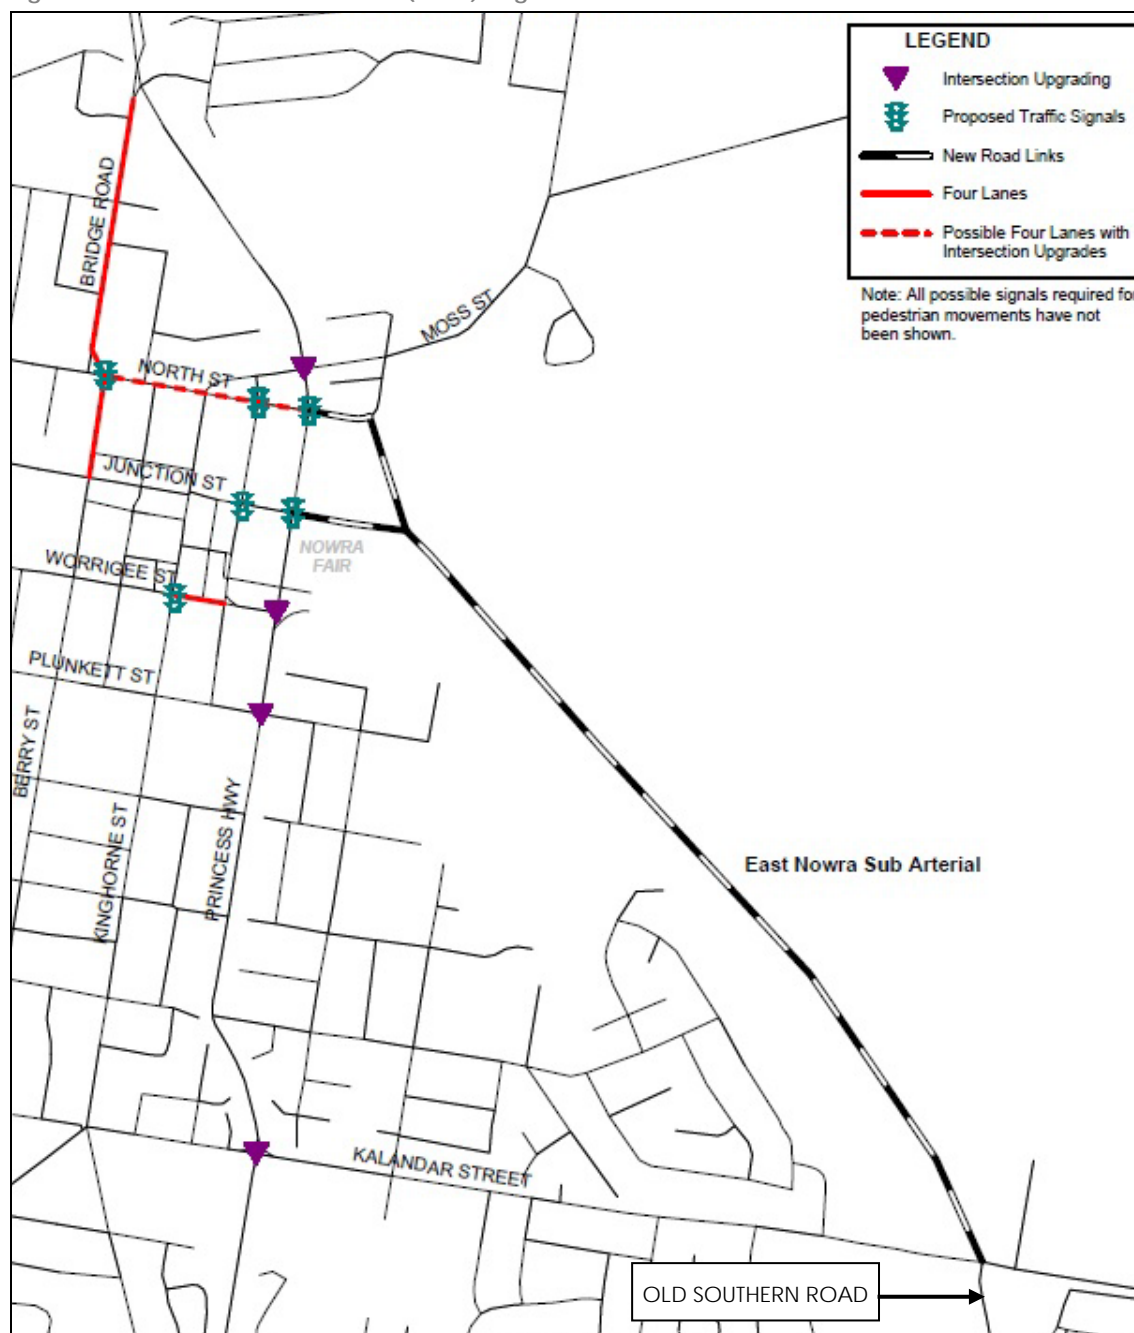 LEGEND
Intersection Upgrading
Proposed Traffic Signals
New Road Links
Four Lanes
Possible Four Lanes with
Intersection Upgrades
Note: All possible signals required for
pedestrian movements have not
been shown.
BRIDGE ROAD
MOSS ST
NORTH ST
JUNCTION ST
NOWRA
FAIR
WORRIGEE ST
PLUNKETT ST
BERRY ST
KINGHORNE ST
PRINCESS HWY
East Nowra Sub Arterial
KALANDAR STREET
OLD SOUTHERN ROAD